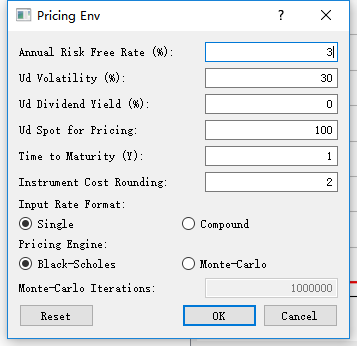 Pricing Env
Annual Risk Free Rate (%): 3
Ud Volatility (%): 30
Ud Dividend Yield (%): 0
Ud Spot for Pricing: 100
Time to Maturity (Y): 1
Instrument Cost Rounding: 2
Input Rate Format:
Single Compound
Pricing Engine:
Black-Scholes Monte-Carlo
Monte-Carlo Iterations: 1000000
Reset OK Cancel